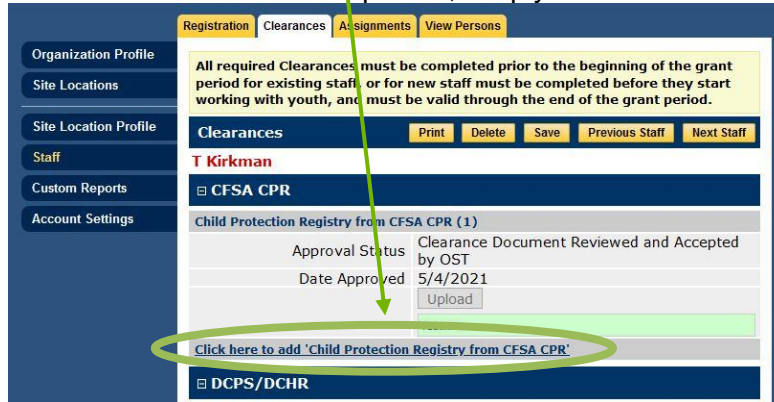 Registration Clearances Assignments View Persons
Organization Profile
Site Locations
Site Location Profile
Staff
Custom Reports
Account Settings
All required Clearances must be completed prior to the beginning of the grant
period for existing staff, or for new staff must be completed before they start
working with youth, and must be valid through the end of the grant period.
Clearances Print Delete Save Previous Staff Next Staff
T Kirkman
CFSA CPR
Child Protection Registry from CFSA CPR (1)
Approval Status Clearance Document Reviewed and Accepted
by OST
Date Approved 5/4/2021
Upload
Click here to add 'Child Protection Registry from CFSA CPR'
DCPS/DCHR